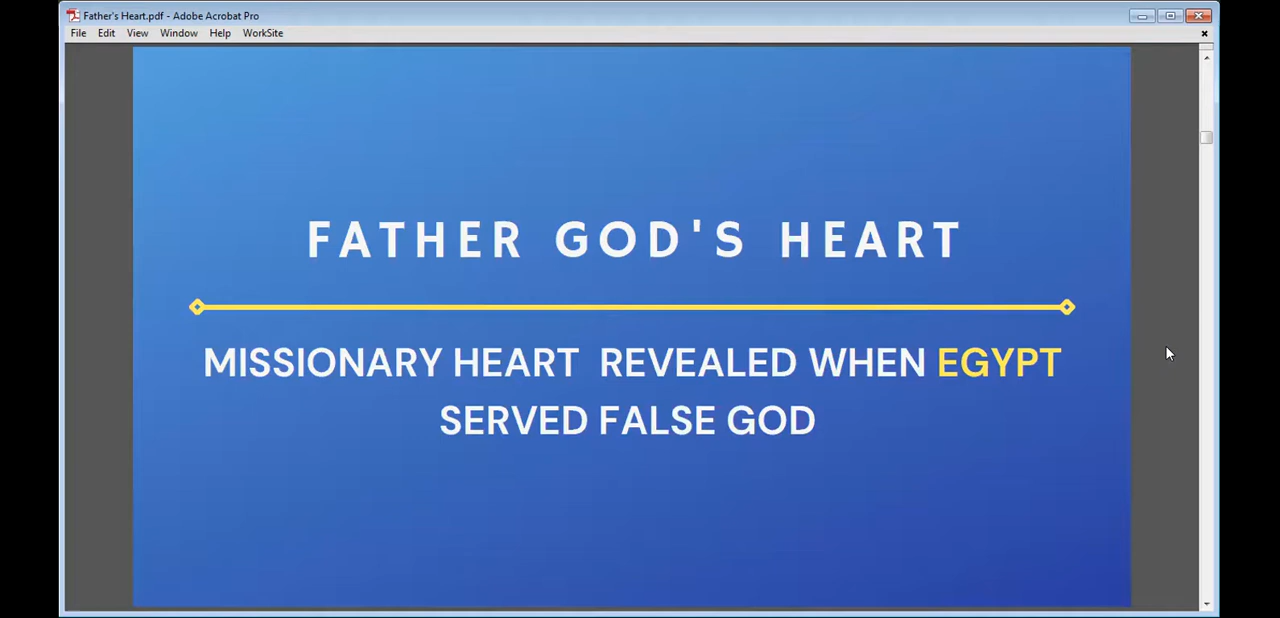 Father's Heart.pdf - Adobe Acrobat Pro
File Edit View Window Help WorkSite
FATHER GOD'S HEART
MISSIONARY HEART REVEALED WHEN EGYPT
SERVED FALSE GOD